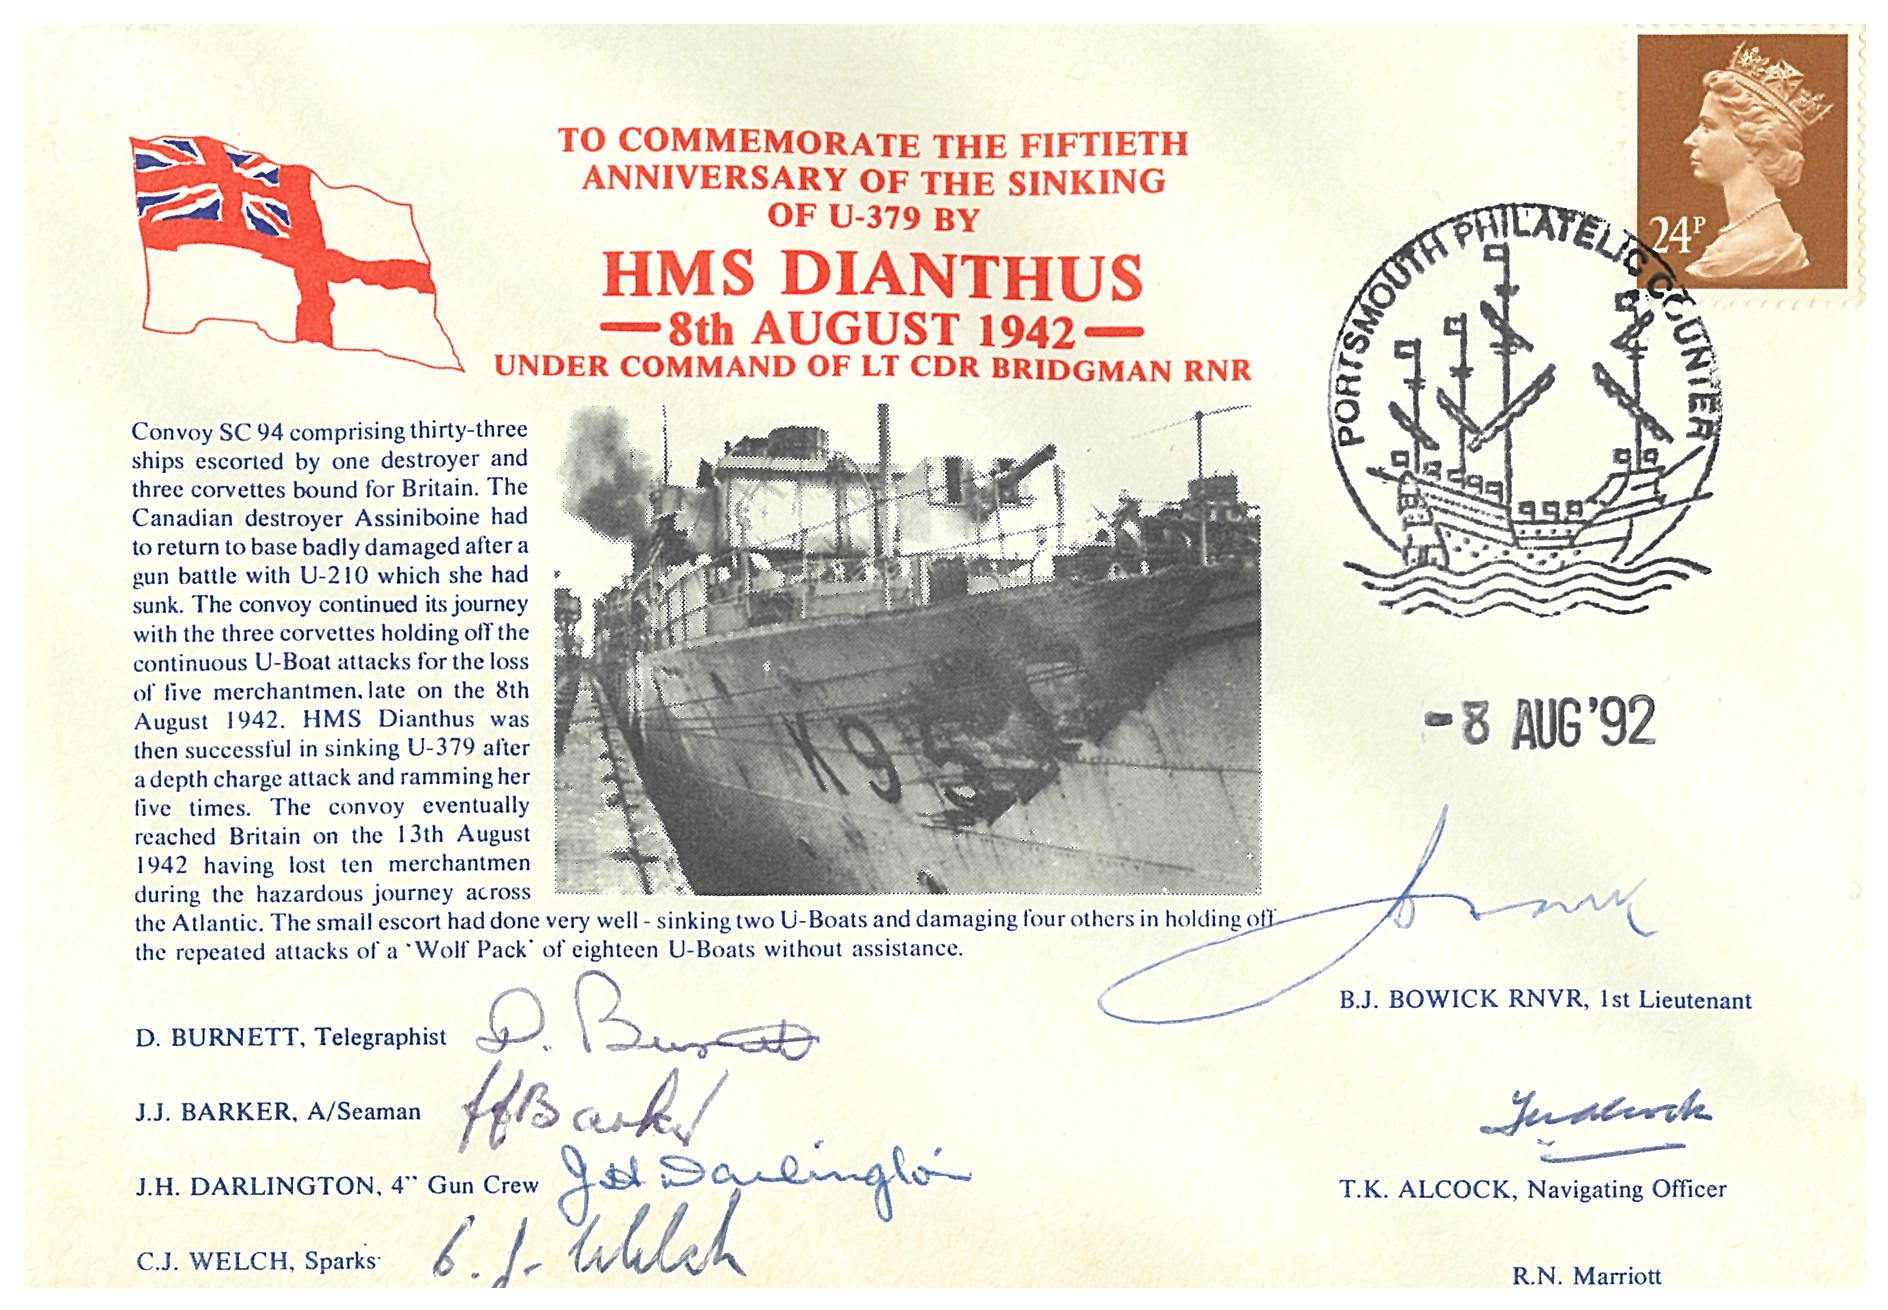 TO COMMEMORATE THE FIFTIETH
ANNIVERSARY OF THE SINKING
OF U-379 BY
HMS DIANTHUS
— 8th AUGUST 1942 —
UNDER COMMAND OF LT CDR BRIDGMAN RNR
24P
PORTSMOUTH PHILATELIC COUNTER
-8 AUG '92
Convoy SC 94 comprising thirty-three
ships escorted by one destroyer and
three corvettes bound for Britain. The
Canadian destroyer Assiniboine had
to return to base badly damaged after a
gun battle with U-210 which she had
sunk. The convoy continued its journey
with the three corvettes holding off the
continuous U-Boat attacks for the loss
of five merchantmen, late on the 8th
August 1942. HMS Dianthus was
then successful in sinking U-379 after
a depth charge attack and ramming her
five times. The convoy eventually
reached Britain on the 13th August
1942 having lost ten merchantmen
during the hazardous journey across
the Atlantic. The small escort had done very well - sinking two U-Boats and damaging four others in holding off
the repeated attacks of a 'Wolf Pack' of eighteen U-Boats without assistance.
K95
B.J. BOWICK RNVR, 1st Lieutenant
D. BURNETT, Telegraphist D. Burnett
J.J. BARKER, A/Seaman JJ Barker
J.H. DARLINGTON, 4" Gun Crew JH Darlington
T.K. ALCOCK, Navigating Officer
C.J. WELCH, Sparks C. J. Welch
R.N. Marriott